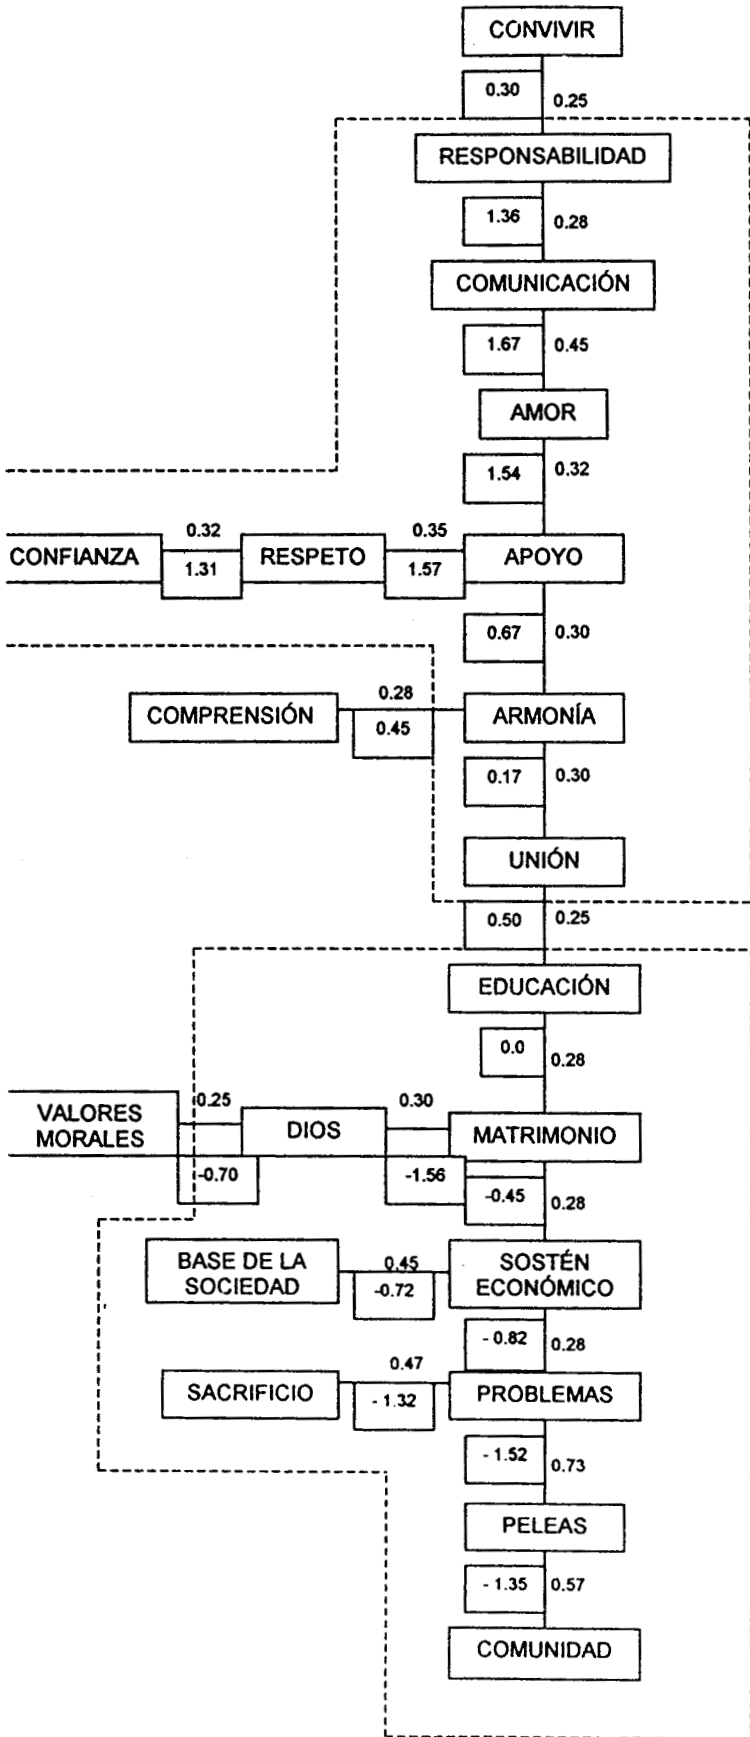 CONVIVIR
0.30 0.25
RESPONSABILIDAD
1.36 0.28
COMUNICACIÓN
1.67 0.45
AMOR
1.54 0.32
0.32 0.35
CONFIANZA RESPETO APOYO
1.31 1.57
0.67 0.30
0.28
COMPRENSIÓN ARMONÍA
0.45
0.17 0.30
UNIÓN
0.50 0.25
EDUCACIÓN
0.0 0.28
0.25 0.30
VALORES
MORALES DIOS MATRIMONIO
-0.70 -1.56 -0.45 0.28
BASE DE LA
SOCIEDAD
0.45
-0.72
SOSTÉN
ECONÓMICO
- 0.82 0.28
0.47
SACRIFICIO PROBLEMAS
- 1.32
- 1.52 0.73
PELEAS
- 1.35 0.57
COMUNIDAD